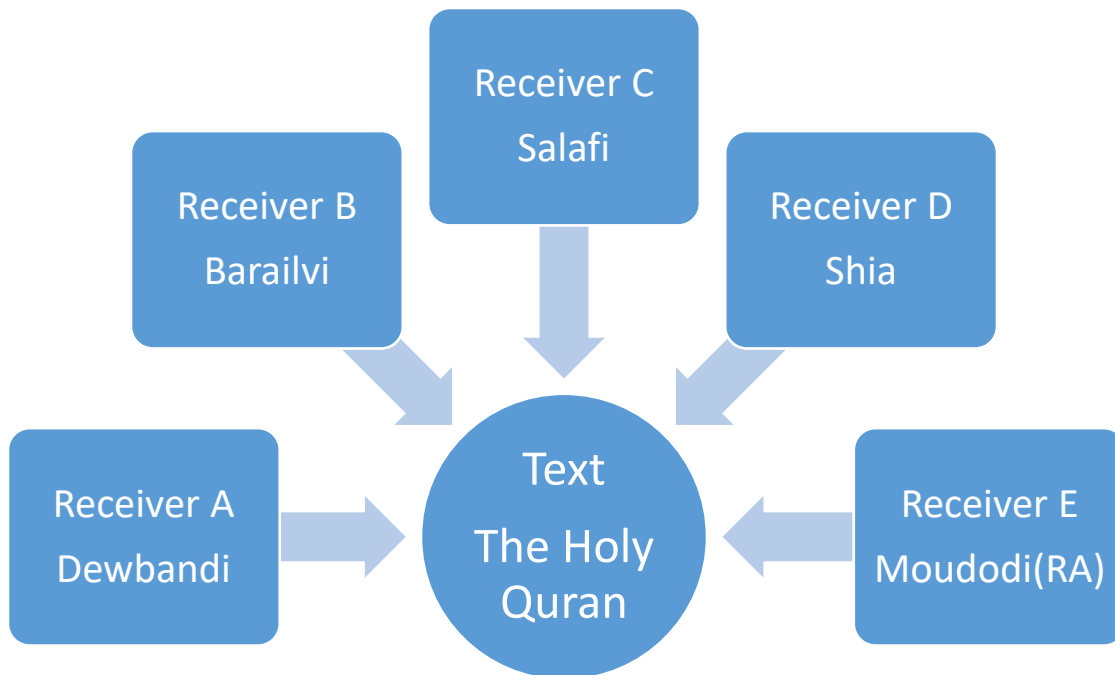 Receiver C
Salafi
Receiver B
Barailvi
Receiver D
Shia
Receiver A
Dewbandi
Text
The Holy
Quran
Receiver E
Moudodi(RA)